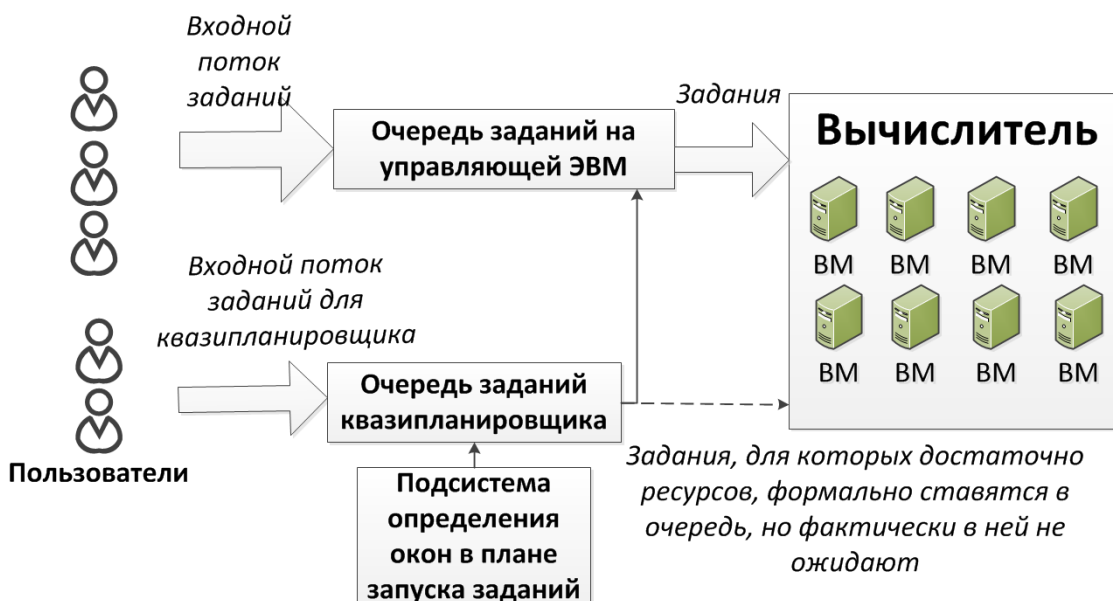 Входной
поток
заданий
Задания
Очередь заданий на
управляющей ЭВМ
Вычислитель
ВМ ВМ ВМ ВМ
ВМ ВМ ВМ ВМ
Входной поток
заданий для
квазипланировщика
Очередь заданий
квазипланировщика
Пользователи
Подсистема
определения
окон в плане
запуска заданий
Задания, для которых достаточно
ресурсов, формально ставятся в
очередь, но фактически в ней не
ожидают